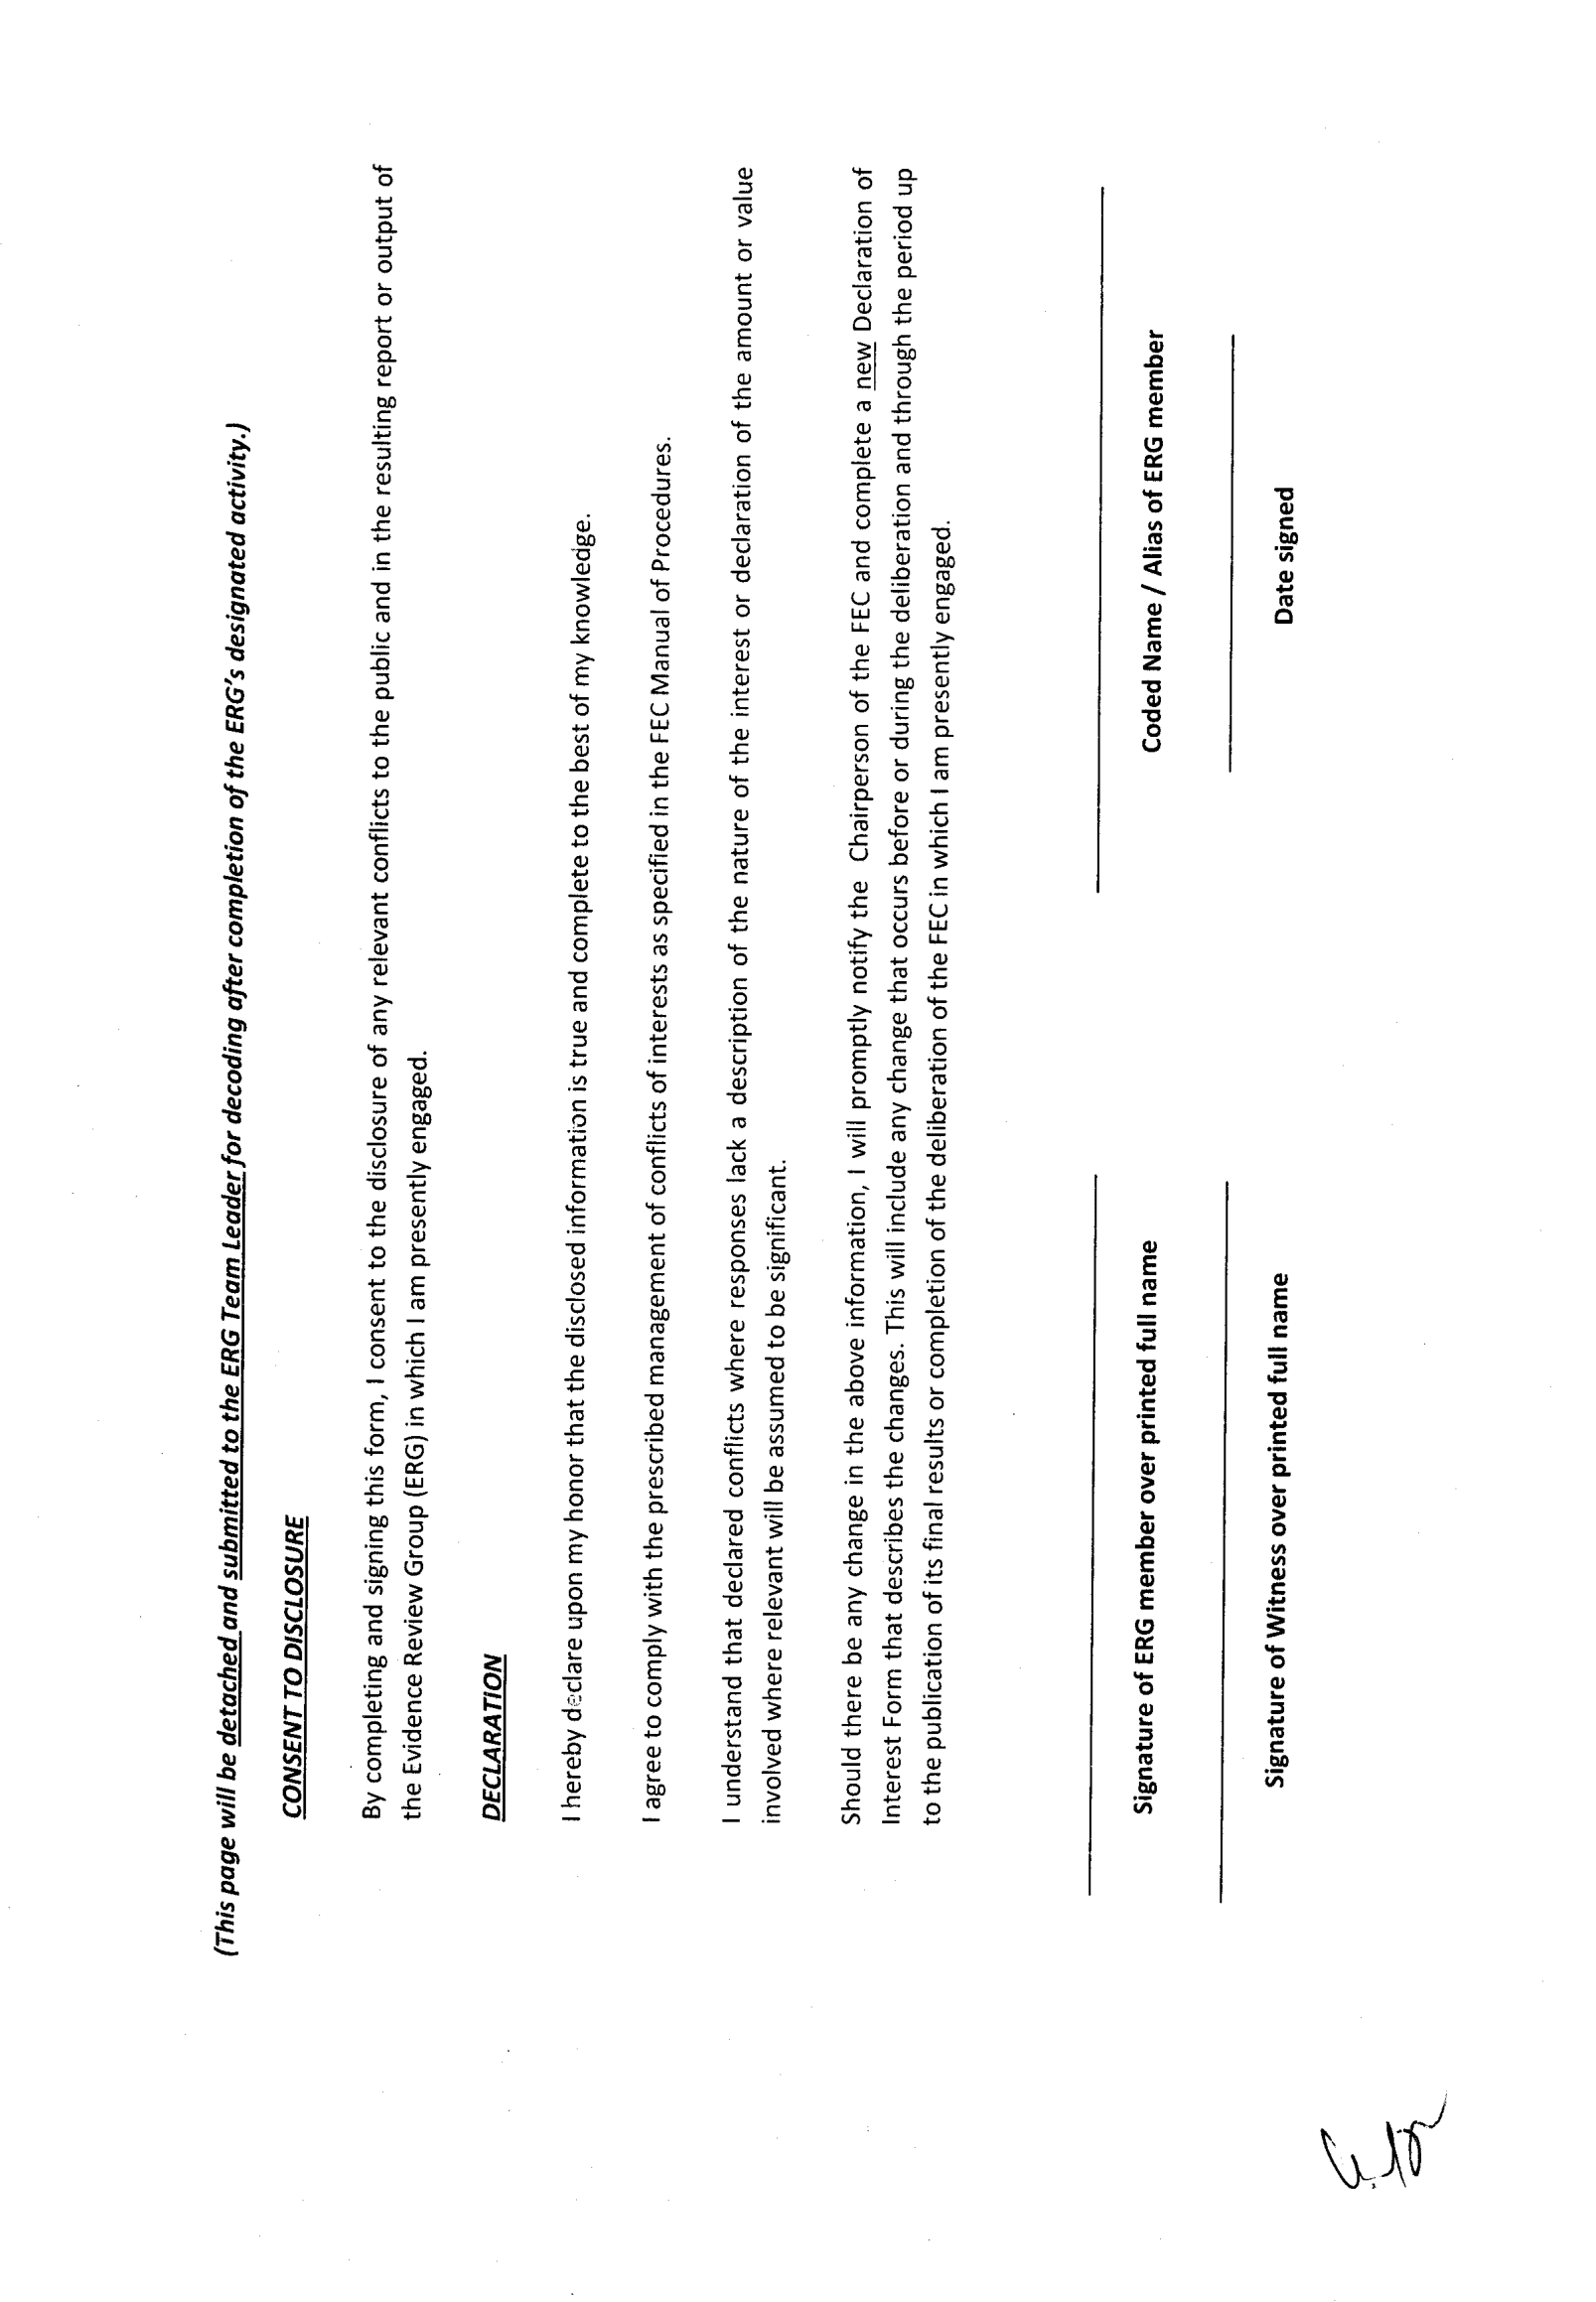 (This page will be detached and submitted to the ERG Team Leader for decoding after completion of the ERG's designated activity.)
CONSENT TO DISCLOSURE
By completing and signing this form, I consent to the disclosure of any relevant conflicts to the public and in the resulting report or output of
the Evidence Review Group (ERG) in which I am presently engaged.
DECLARATION
I hereby declare upon my honor that the disclosed information is true and complete to the best of my knowledge.
I agree to comply with the prescribed management of conflicts of interests as specified in the FEC Manual of Procedures.
I understand that declared conflicts where responses lack a description of the nature of the interest or declaration of the amount or value
involved where relevant will be assumed to be significant.
Should there be any change in the above information, I will promptly notify the Chairperson of the FEC and complete a new Declaration of
Interest Form that describes the changes. This will include any change that occurs before or during the deliberation and through the period up
to the publication of its final results or completion of the deliberation of the FEC in which I am presently engaged.
Signature of ERG member over printed full name
Coded Name / Alias of ERG member
Signature of Witness over printed full name
Date signed